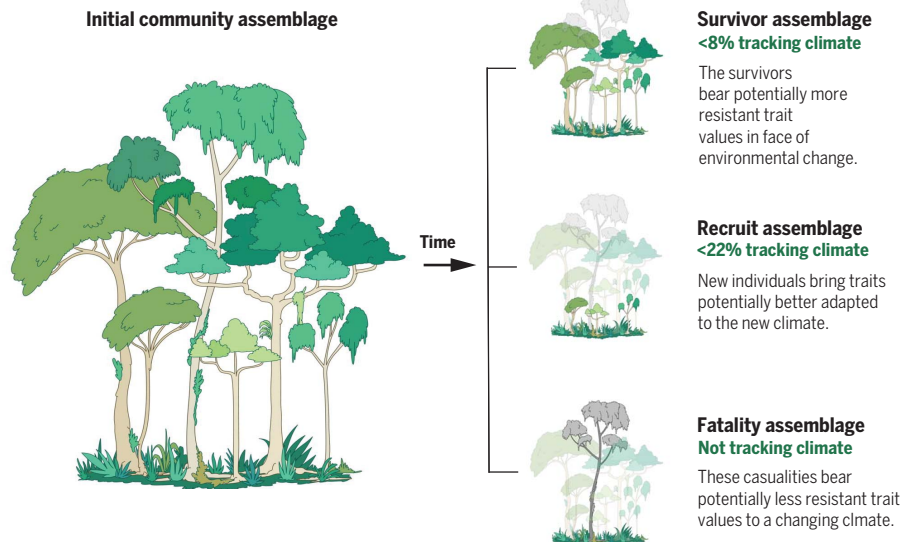 Initial community assemblage
Time
Survivor assemblage
<8% tracking climate
The survivors
bear potentially more
resistant trait
values in face of
environmental change.
Recruit assemblage
<22% tracking climate
New individuals bring traits
potentially better adapted
to the new climate.
Fatality assemblage
Not tracking climate
These casualities bear
potentially less resistant trait
values to a changing clmate.